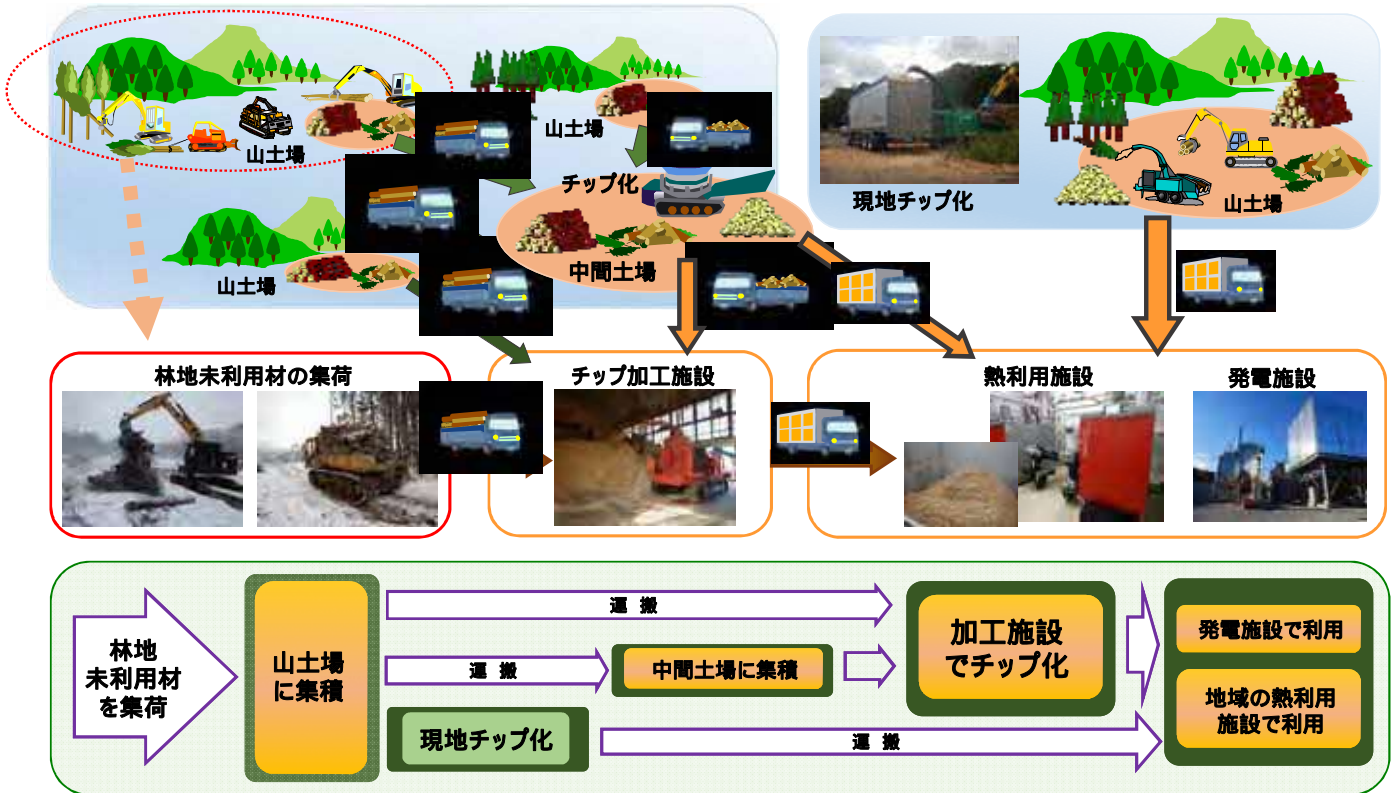 山土場
山土場
チップ化
中間土場
山土場
現地チップ化
山土場
林地未利用材の集荷
チップ加工施設
熱利用施設
発電施設
林地
未利用材
を集荷
山土場
に集積
運 搬
運 搬
中間土場に集積
現地チップ化
運 搬
加工施設
でチップ化
発電施設で利用
地域の熱利用
施設で利用